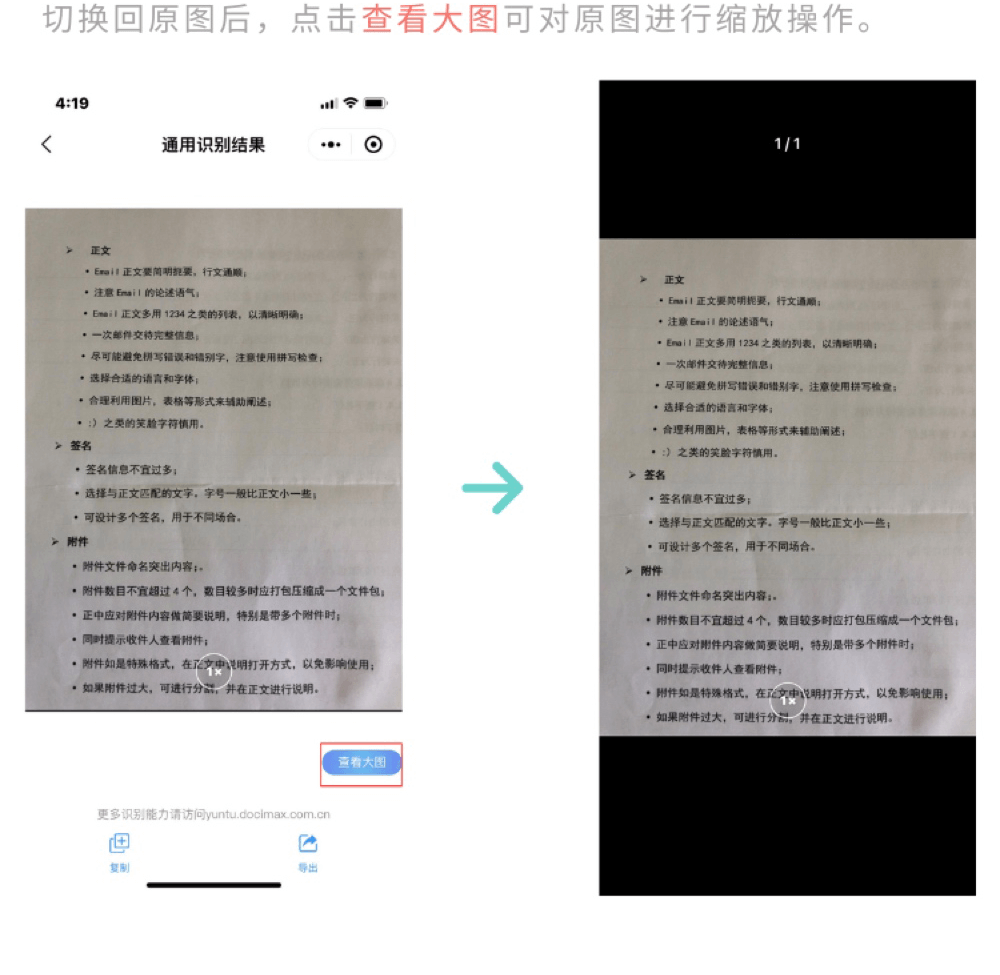 切换回原图后，点击查看大图可对原图进行缩放操作。
4:19
通用识别结果
➢ 正文
• Email 正文要简明扼要，行文通顺；
• 注意 Email 的论述语气；
• Email 正文多用 1234 之类的列表，以清晰明确；
• 一次邮件交待完整信息；
• 尽可能避免拼写错误和错别字，注意使用拼写检查；
• 选择合适的语言和字体；
• 合理利用图片，表格等形式来辅助阐述；
• :）之类的笑脸字符慎用。
➢ 签名
• 签名信息不宜过多；
• 选择与正文匹配的文字，字号一般比正文小一些；
• 可设计多个签名，用于不同场合。
➢ 附件
• 附件文件命名突出内容；。
• 附件数目不宜超过 4 个，数目较多时应打包压缩成一个文件包；
• 正中应对附件内容做简要说明，特别是带多个附件时；
• 同时提示收件人查看附件；
• 附件如是特殊格式，在正文中说明打开方式，以免影响使用；
1×
• 如果附件过大，可进行分割，并在正文进行说明。
查看大图
更多识别能力请访问yuntu.docimax.com.cn
复制
导出
1/1
➢ 正文
• Email 正文要简明扼要，行文通顺；
• 注意 Email 的论述语气；
• Email 正文多用 1234 之类的列表，以清晰明确；
• 一次邮件交待完整信息；
• 尽可能避免拼写错误和错别字，注意使用拼写检查；
• 选择合适的语言和字体；
• 合理利用图片，表格等形式来辅助阐述；
• :）之类的笑脸字符慎用。
➢ 签名
• 签名信息不宜过多；
• 选择与正文匹配的文字，字号一般比正文小一些；
• 可设计多个签名，用于不同场合。
➢ 附件
• 附件文件命名突出内容；。
• 附件数目不宜超过 4 个，数目较多时应打包压缩成一个文件包；
• 正中应对附件内容做简要说明，特别是带多个附件时；
• 同时提示收件人查看附件；
• 附件如是特殊格式，在正文中说明打开方式，以免影响使用；
1×
• 如果附件过大，可进行分割，并在正文进行说明。